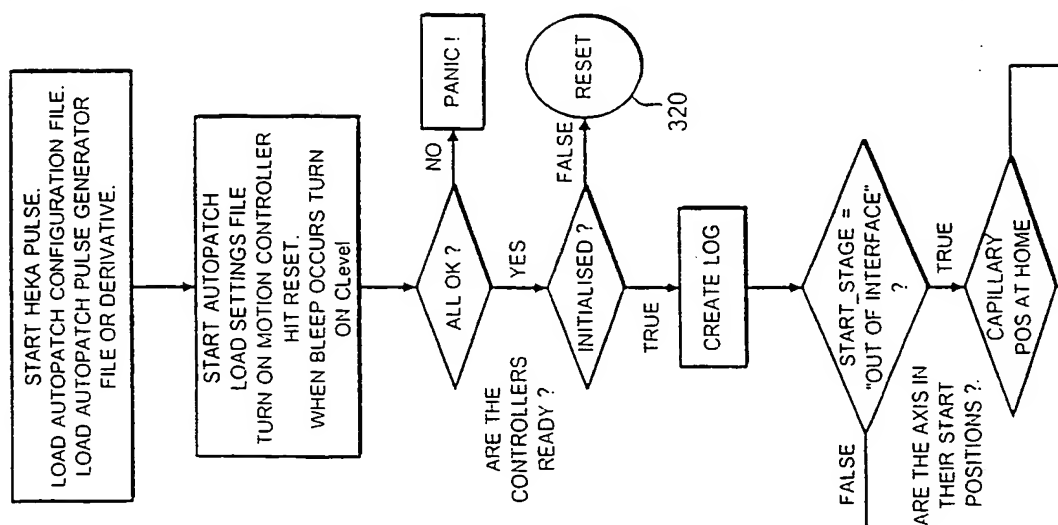 START HEKA PULSE.
LOAD AUTOPATCH CONFIGURATION FILE.
LOAD AUTOPATCH PULSE GENERATOR
FILE OR DERIVATIVE.
START AUTOPATCH
LOAD SETTINGS FILE
TURN ON MOTION CONTROLLER
HIT RESET.
WHEN BLEEP OCCURS TURN
ON CLevel
ALL OK ?
NO
PANIC !
YES
ARE THE
CONTROLLERS
READY ?
INITIALISED ?
FALSE
RESET
320
TRUE
CREATE LOG
START_STAGE =
"OUT OF INTERFACE"
?
FALSE
TRUE
ARE THE AXIS IN
THEIR START
POSITIONS ?.
CAPILLARY
POS AT HOME